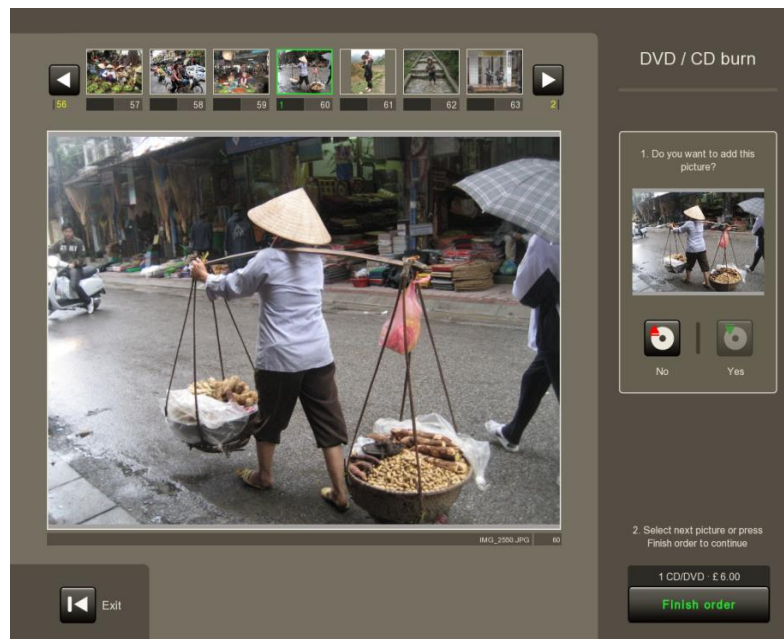 DVD / CD burn
56
57
58
59
1 60
61
62
63
2
1. Do you want to add this
picture?
No
Yes
IMG_2550.JPG 60
2. Select next picture or press
Finish order to continue
1 CD/DVD · £ 6.00
Finish order
Exit